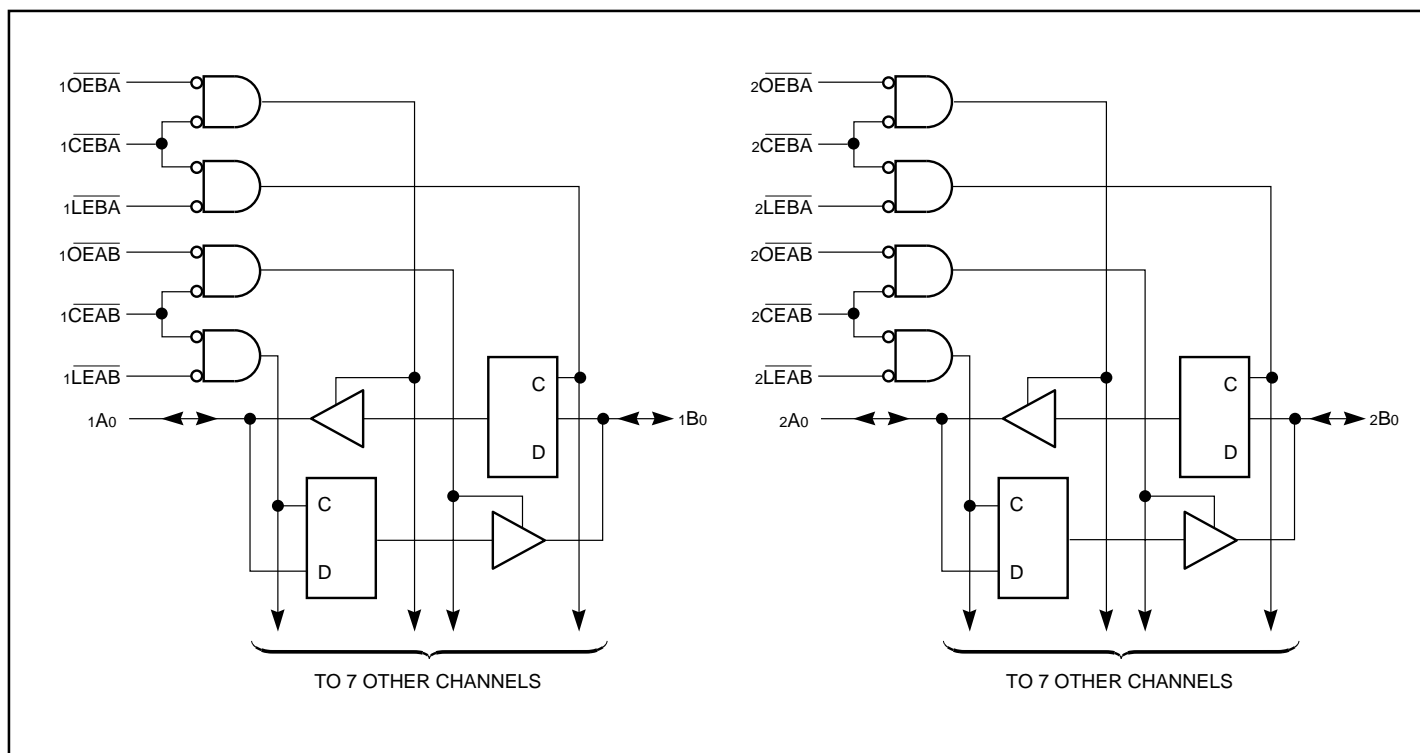 1OEBA
1CEBA
1LEBA
1OEAB
1CEAB
1LEAB
C
1A0
1B0
D
C
D
TO 7 OTHER CHANNELS
2OEBA
2CEBA
2LEBA
2OEAB
2CEAB
2LEAB
C
2A0
2B0
D
C
D
TO 7 OTHER CHANNELS